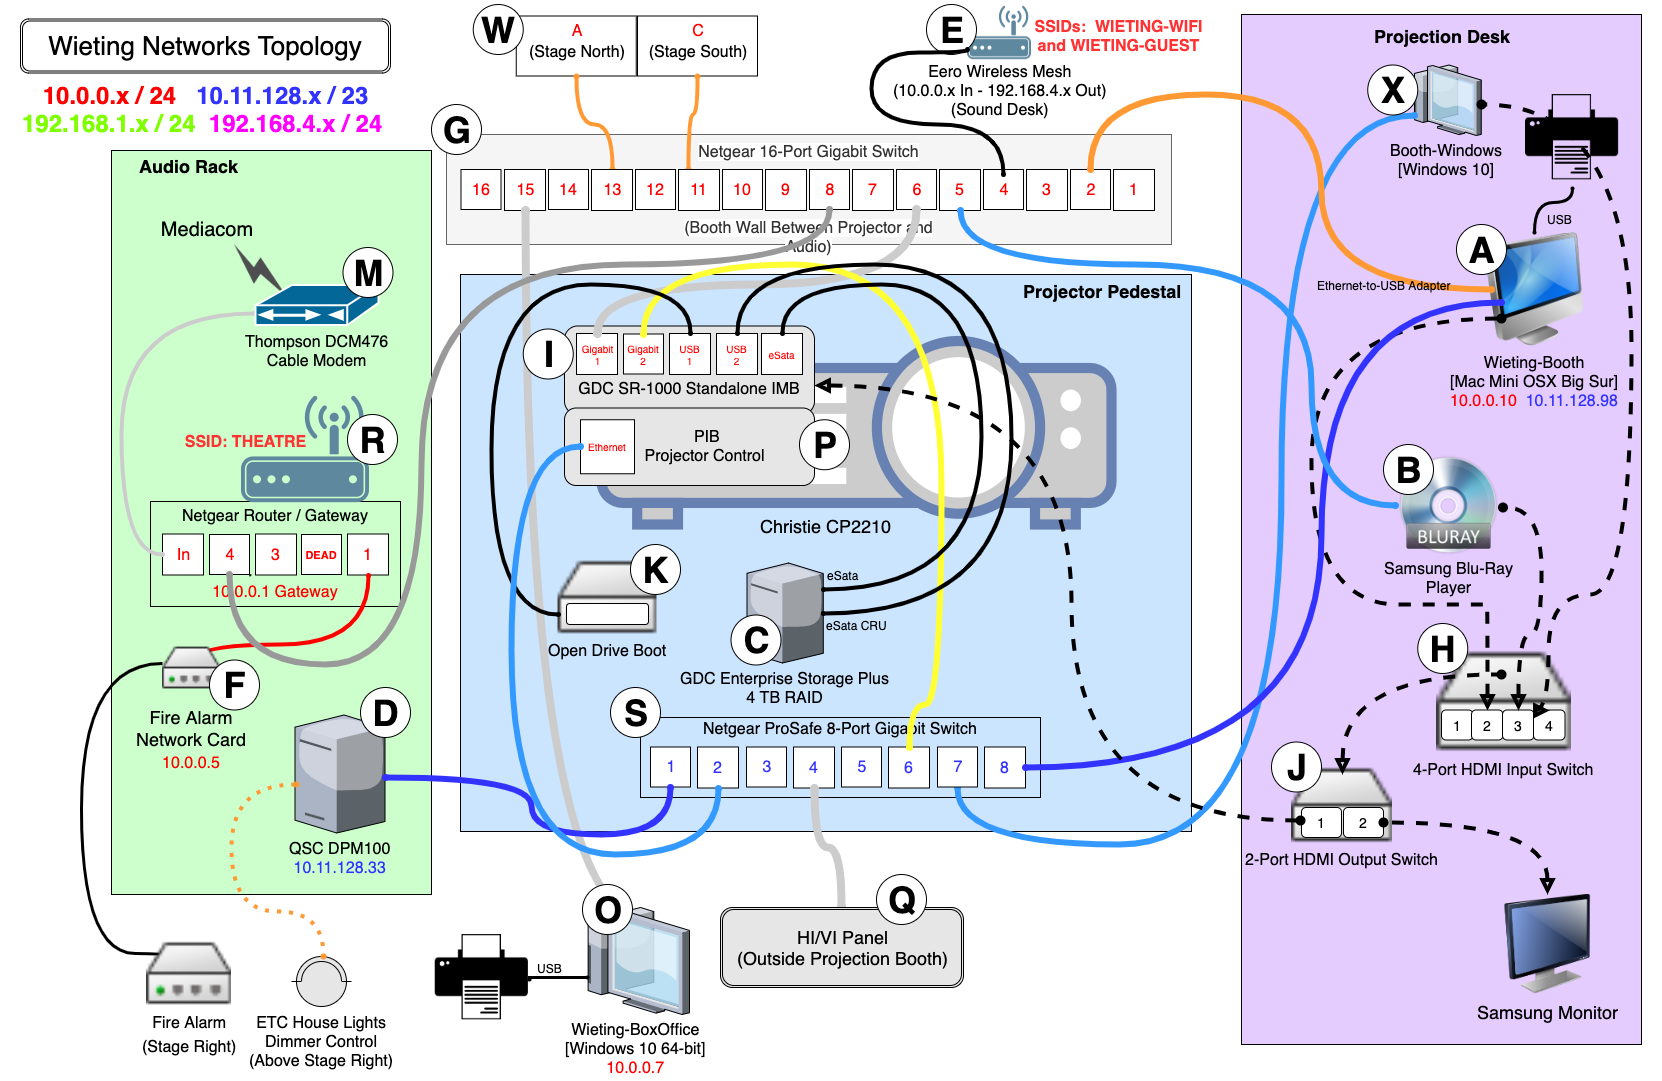 Wieting Networks Topology
10.0.0.x / 24 10.11.128.x / 23
192.168.1.x / 24 192.168.4.x / 24
W
A
(Stage North)
C
(Stage South)
E
SSIDs: WIETING-WIFI
and WIETING-GUEST
Eero Wireless Mesh
(10.0.0.x In - 192.168.4.x Out)
(Sound Desk)
G
Netgear 16-Port Gigabit Switch
16 15 14 13 12 11 10 9 8 7 6 5 4 3 2 1
(Booth Wall Between Projector and
Audio)
Audio Rack
Mediacom
M
Thompson DCM476
Cable Modem
SSID: THEATRE
R
Netgear Router / Gateway
In 4 3 DEAD 1
10.0.0.1 Gateway
F
Fire Alarm
Network Card
10.0.0.5
D
QSC DPM100
10.11.128.33
Fire Alarm
(Stage Right)
ETC House Lights
Dimmer Control
(Above Stage Right)
Projector Pedestal
I
Gigabit
1
Gigabit
2
USB
1
USB
2
eSata
GDC SR-1000 Standalone IMB
Ethernet
PIB
Projector Control
P
Christie CP2210
K
Open Drive Boot
eSata
eSata CRU
C
GDC Enterprise Storage Plus
4 TB RAID
S
Netgear ProSafe 8-Port Gigabit Switch
1 2 3 4 5 6 7 8
O
USB
Wieting-BoxOffice
[Windows 10 64-bit]
10.0.0.7
Q
HI/VI Panel
(Outside Projection Booth)
Projection Desk
X
Booth-Windows
[Windows 10]
USB
A
Ethernet-to-USB Adapter
Wieting-Booth
[Mac Mini OSX Big Sur]
10.0.0.10 10.11.128.98
B
BLURAY
Samsung Blu-Ray
Player
H
1 2 3 4
4-Port HDMI Input Switch
J
1 2
2-Port HDMI Output Switch
Samsung Monitor